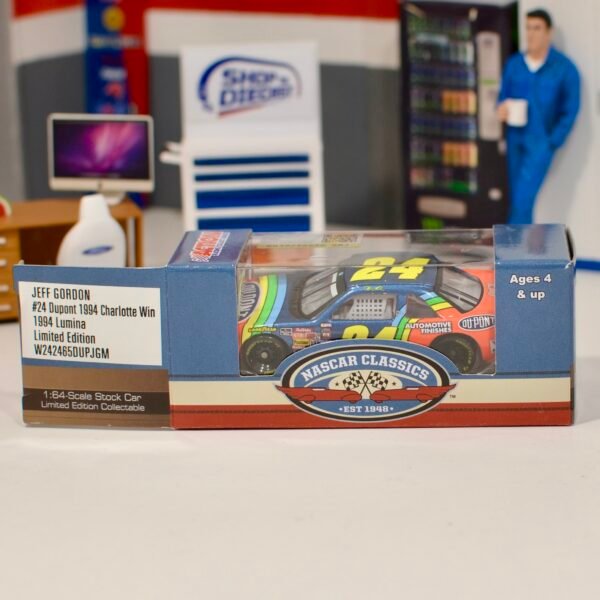 SHOP
DIECAST
JEFF GORDON
#24 Dupont 1994 Charlotte Win
1994 Lumina
Limited Edition
W242465DUPJGM
1:64-Scale Stock Car
Limited Edition Collectable
Ages 4
& up
24
24
AUTOMOTIVE
FINISHES
DUPONT
NASCAR CLASSICS
• EST 1948 •
TM